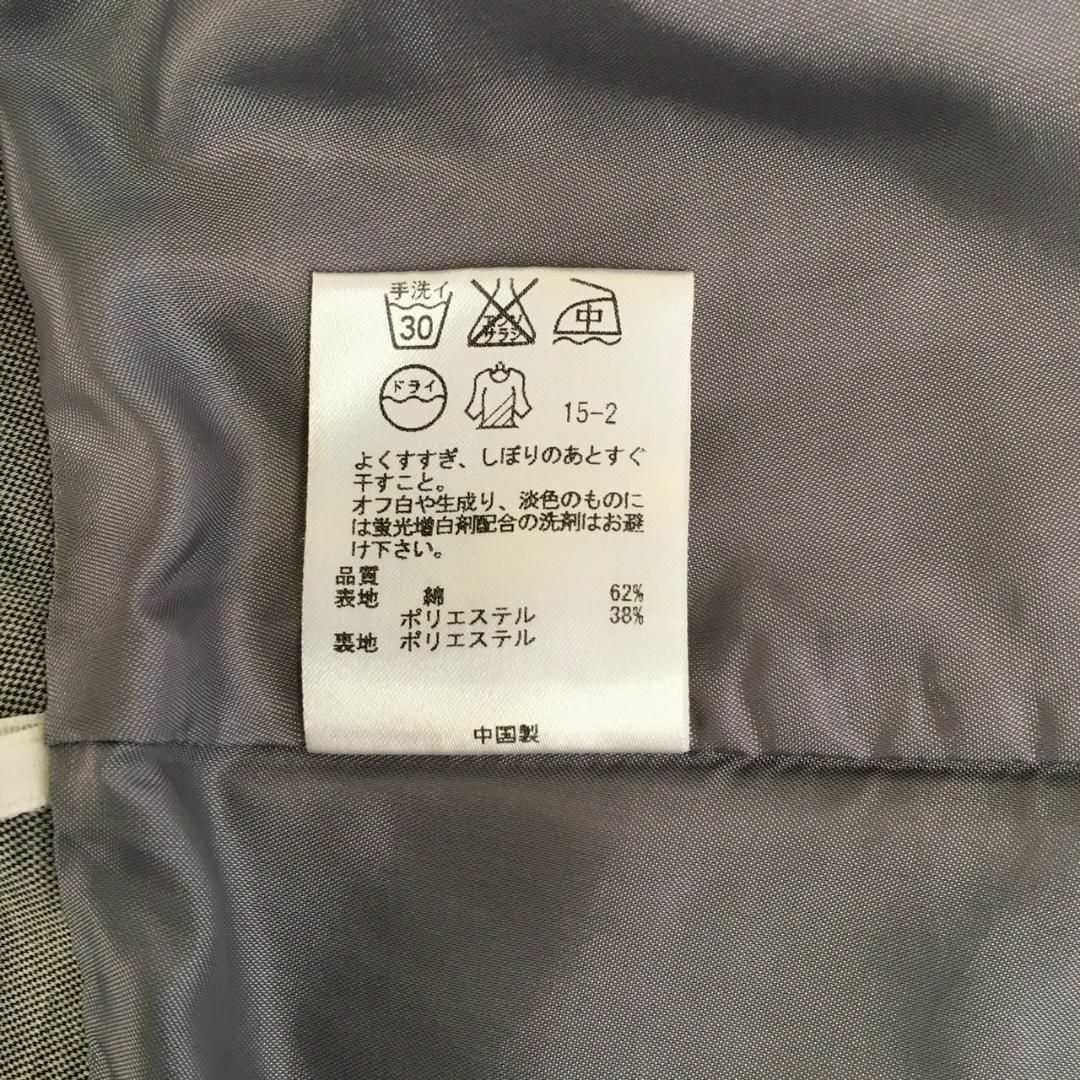 手洗イ
30
エンソ
サラシ
中
ドライ
15-2
よくすすぎ、しぼりのあとすぐ
干すこと。
オフ白や生成り、淡色のものに
は蛍光増白剤配合の洗剤はお避
け下さい。
品質
表地 綿 62%
ポリエステル 38%
裏地 ポリエステル
中国製